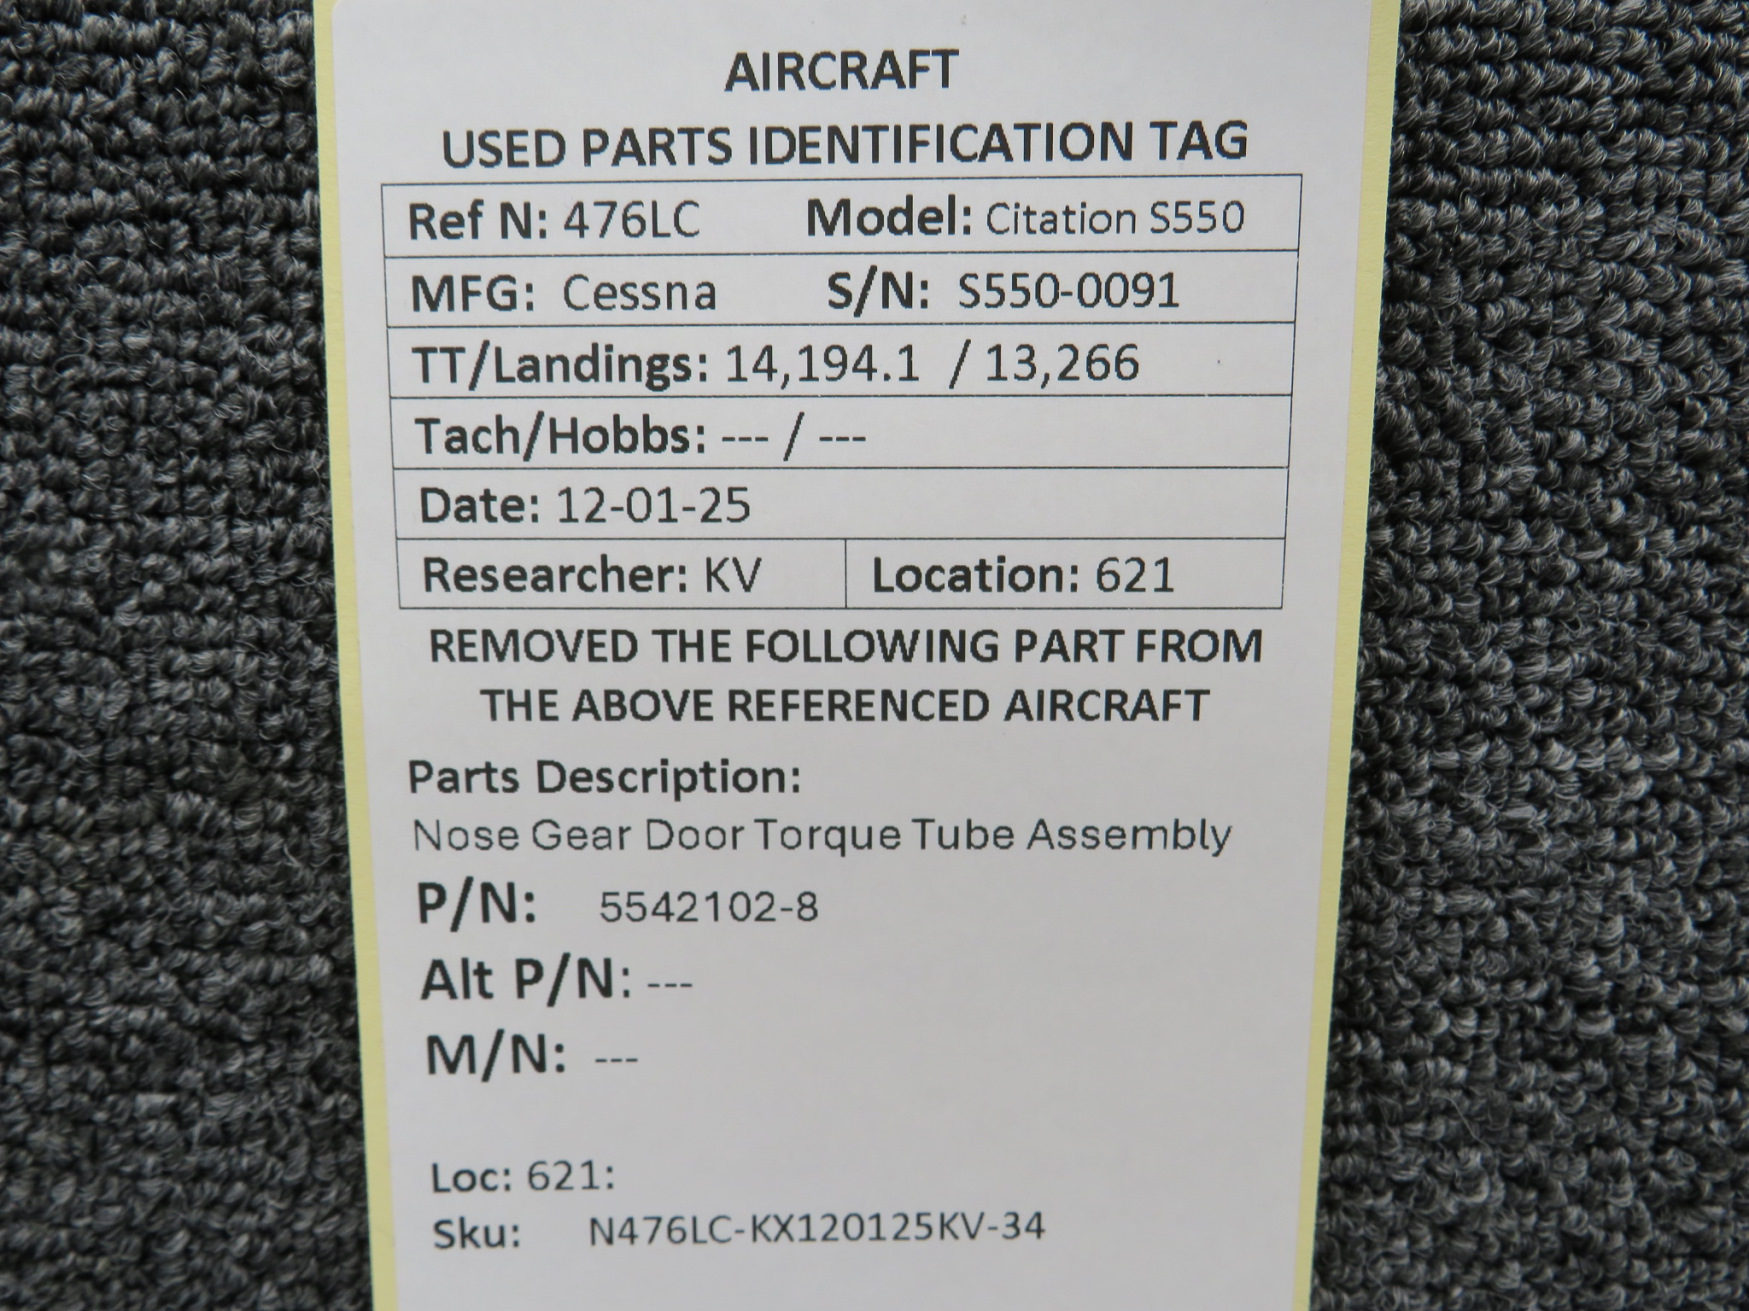 AIRCRAFT
USED PARTS IDENTIFICATION TAG
Ref N: 476LC Model: Citation S550
MFG: Cessna S/N: S550-0091
TT/Landings: 14,194.1 / 13,266
Tach/Hobbs: --- / ---
Date: 12-01-25
Researcher: KV Location: 621
REMOVED THE FOLLOWING PART FROM
THE ABOVE REFERENCED AIRCRAFT
Parts Description:
Nose Gear Door Torque Tube Assembly
P/N: 5542102-8
Alt P/N: ---
M/N: ---
Loc: 621:
Sku: N476LC-KX120125KV-34